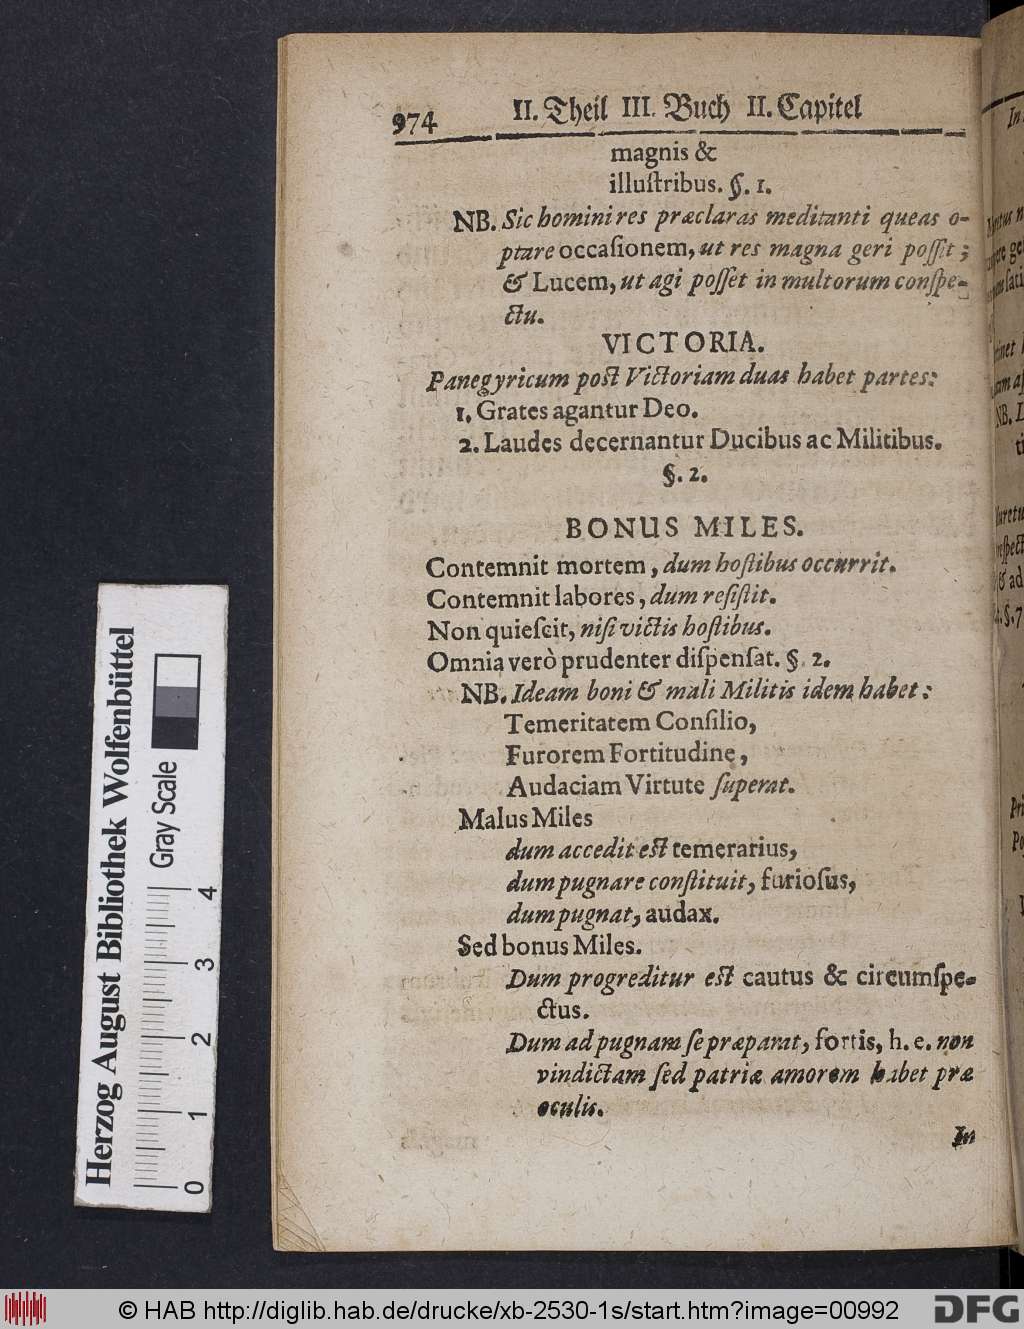 974 II. Theil III. Buch II. Capitel
magnis &
illuſtribus. §. 1.
NB. Sic homini res præclaras meditanti queas o-
ptare occaſionem, ut res magna geri poſſit ;
& Lucem, ut agi poſſet in multorum conſpe-
ctu.
VICTORIA.
Panegyricum poſt Victoriam duas habet partes:
1. Grates agantur Deo.
2. Laudes decernantur Ducibus ac Militibus.
§. 2.
BONUS MILES.
Contemnit mortem, dum hoſtibus occurrit.
Contemnit labores, dum reſiſtit.
Non quieſcit, niſi victis hoſtibus.
Omnia verò prudenter diſpenſat. §. 2.
NB. Ideam boni & mali Militis idem habet:
Temeritatem Conſilio,
Furorem Fortitudine,
Audaciam Virtute ſuperat.
Malus Miles
dum accedit eſt temerarius,
dum pugnare conſtituit, furioſus,
dum pugnat, audax.
Sed bonus Miles.
Dum progreditur eſt cautus & circumſpe-
ctus.
Dum ad pugnam ſe præparat, fortis, h. e. non
vindictam ſed patriæ amorem habet præ
oculis.
In
Herzog August Bibliothek Wolfenbüttel
Gray Scale
0 1 2 3 4
© HAB http://diglib.hab.de/drucke/xb-2530-1s/start.htm?image=00992
DFG